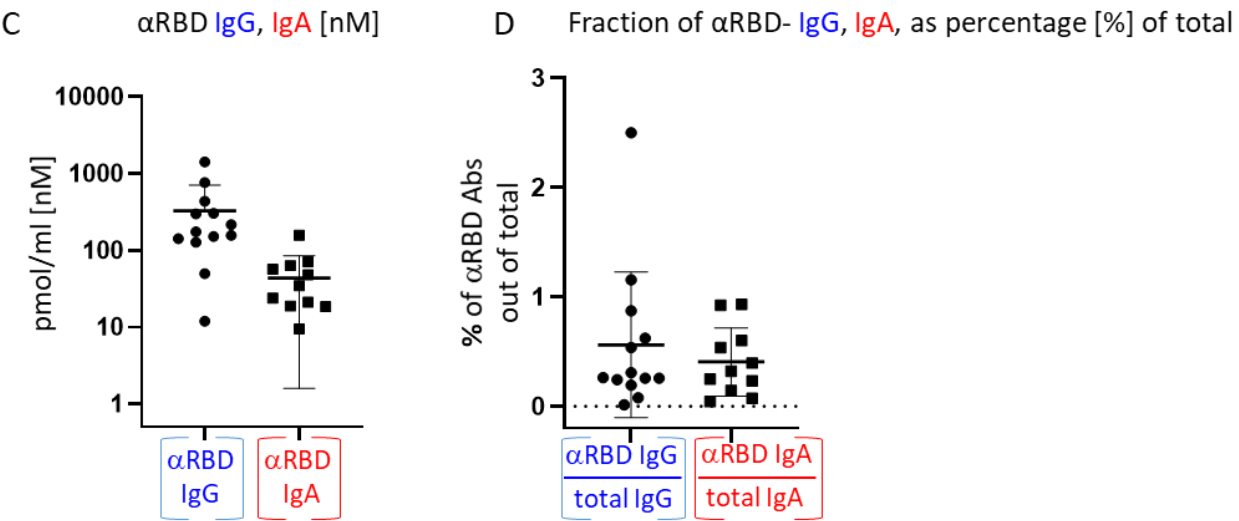 C
αRBD IgG, IgA [nM]
pmol/ml [nM]
10000
1000
100
10
1
αRBD
IgG
αRBD
IgA
D
Fraction of αRBD- IgG, IgA, as percentage [%] of total
% of αRBD Abs
out of total
3
2
1
0
αRBD IgG
total IgG
αRBD IgA
total IgA